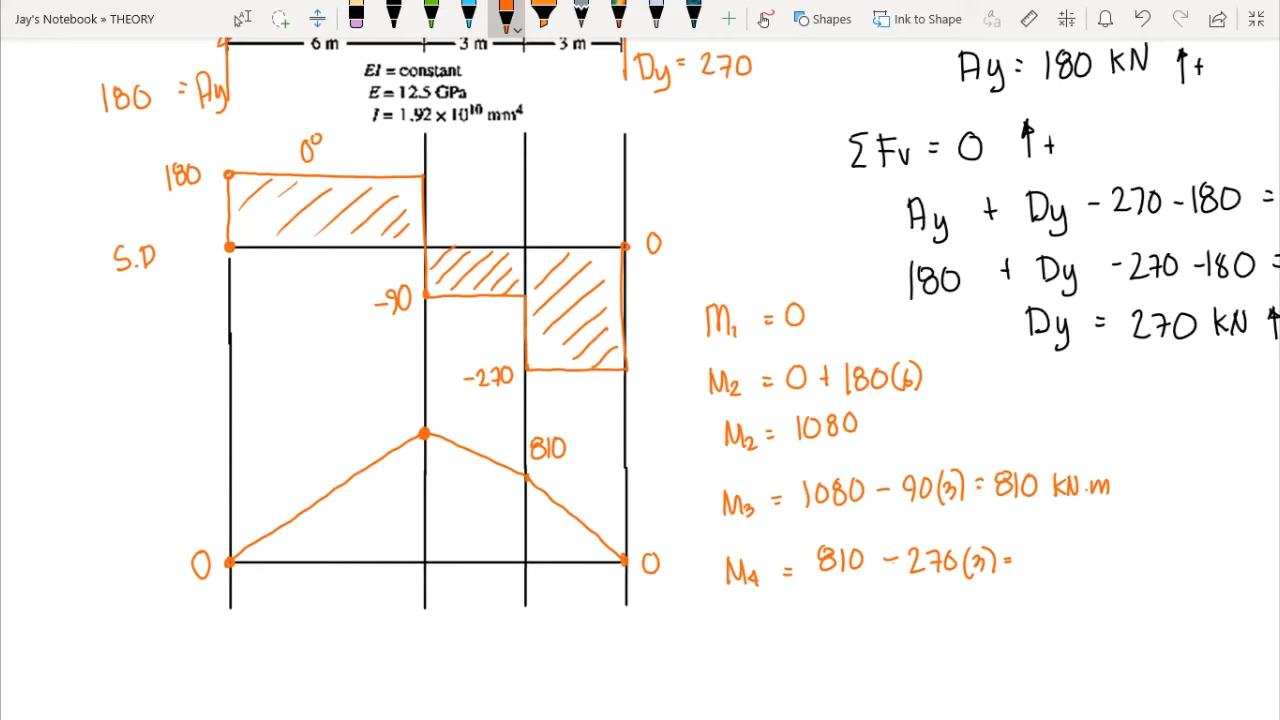 Jay's Notebook » THEORY
Shapes
Ink to Shape
6 m
3 m
3 m
EI = constant
E = 12.5 GPa
I = 1.92 × 10¹⁰ mm⁴
180 = Ay
Dy = 270
0°
180
S.D
0
-90
-270
810
0
0
Ay = 180 KN ↑+
ΣFv = 0 ↑+
Ay + Dy -270 -180 =
180 + Dy -270 -180 =
Dy = 270 KN ↑
M₁ = 0
M₂ = 0 + 180(6)
M₂ = 1080
M₃ = 1080 - 90(3) = 810 KN.m
M₄ = 810 - 270(3) =